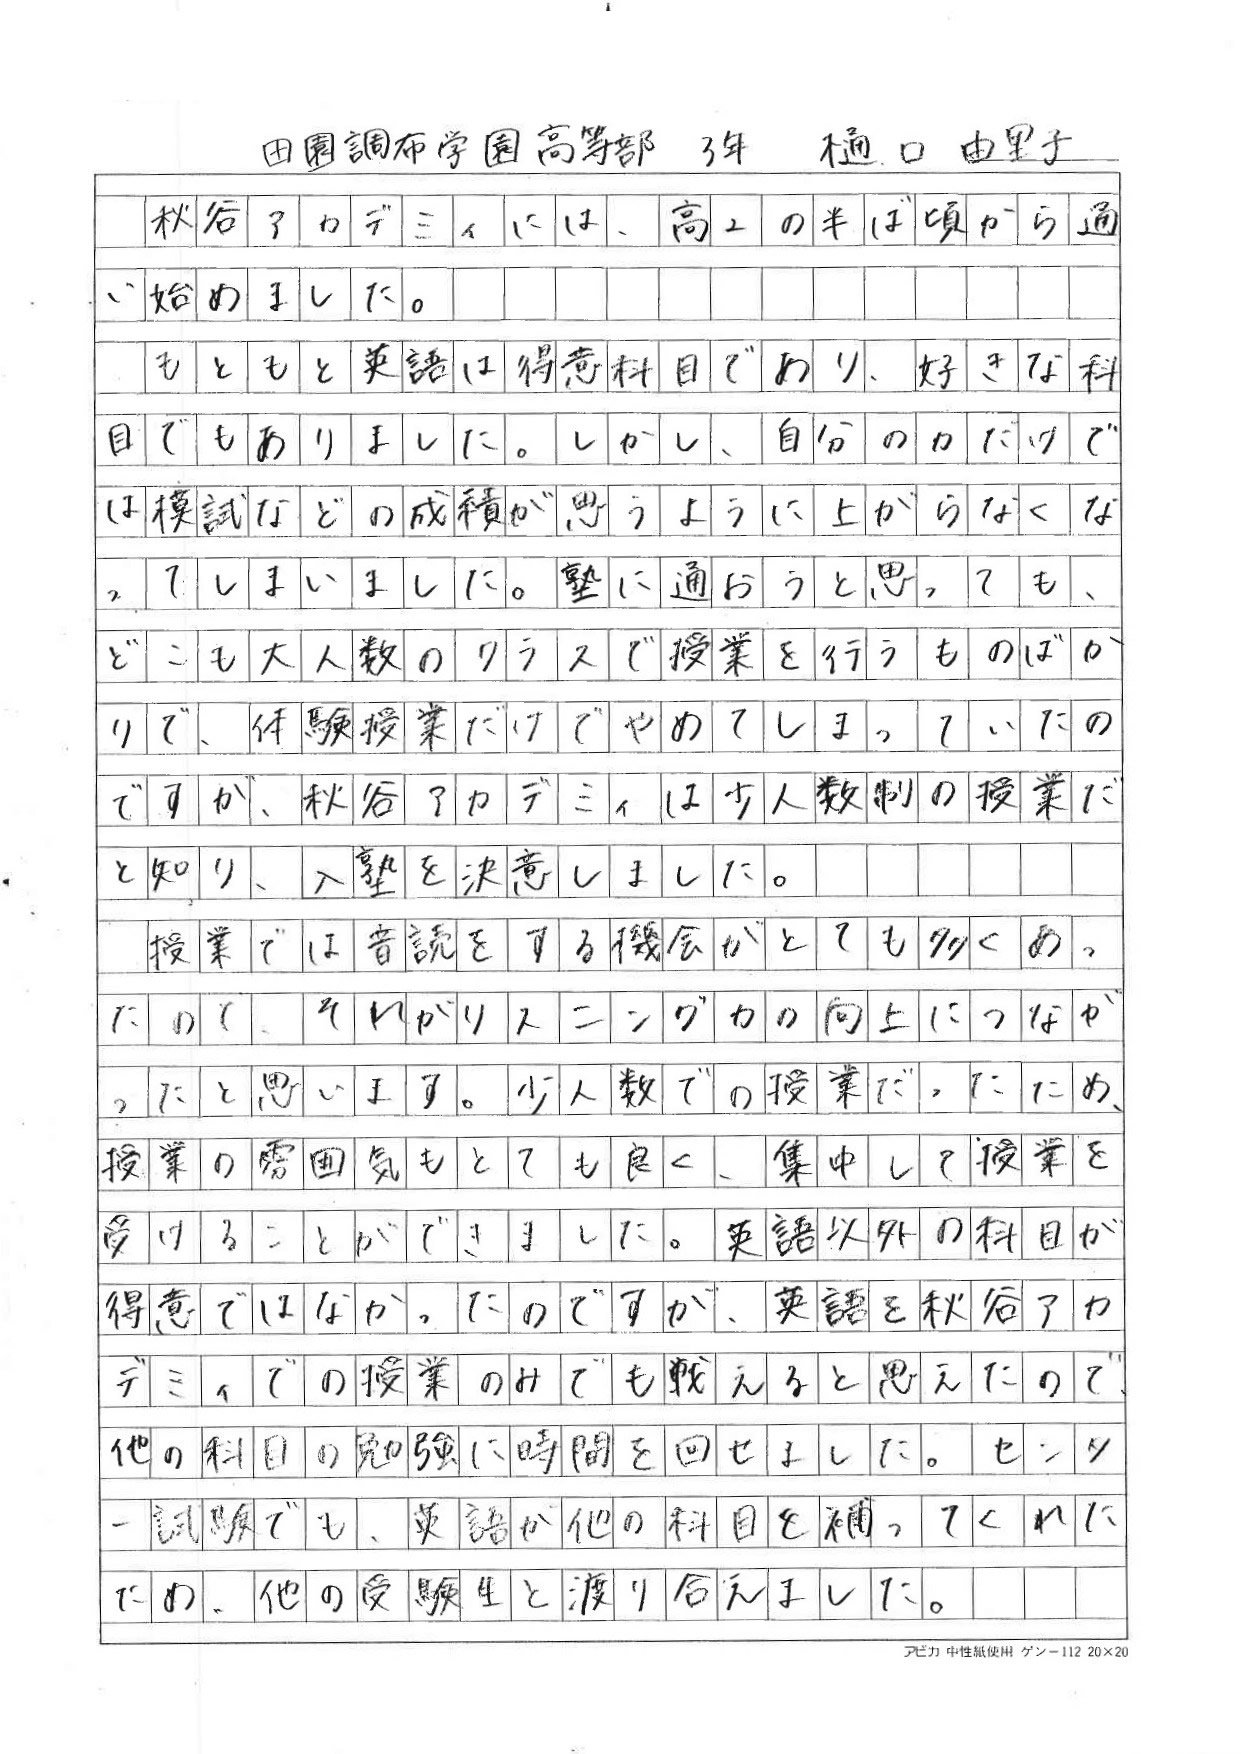 田園調布学園高等部 3年 樋口 由里子
秋谷アカデミィには、高2の半ば頃から通
い始めました。
もともと英語は得意科目であり、好きな科
目でもありました。しかし、自分の力だけで
は模試などの成績が思うように上がらなくな
ってしまいました。塾に通おうと思っても、
どこも大人数のクラスで授業を行うものばか
りで、体験授業だけでやめてしまっていたの
ですが、秋谷アカデミィは少人数制の授業だ
と知り、入塾を決意しました。
授業では音読をする機会がとても多くあっ
たので、それがリスニング力の向上につなが
ったと思います。少人数での授業だったため、
授業の雰囲気もとても良く、集中して授業を
受けることができました。英語以外の科目が
得意ではなかったのですが、英語を秋谷アカ
デミィでの授業のみでも戦えると思えたので、
他の科目の勉強に時間を回せました。センタ
ー試験でも、英語が他の科目を補ってくれた
ため、他の受験生と渡り合えました。
アピカ 中性紙使用 ゲンー112 20×20